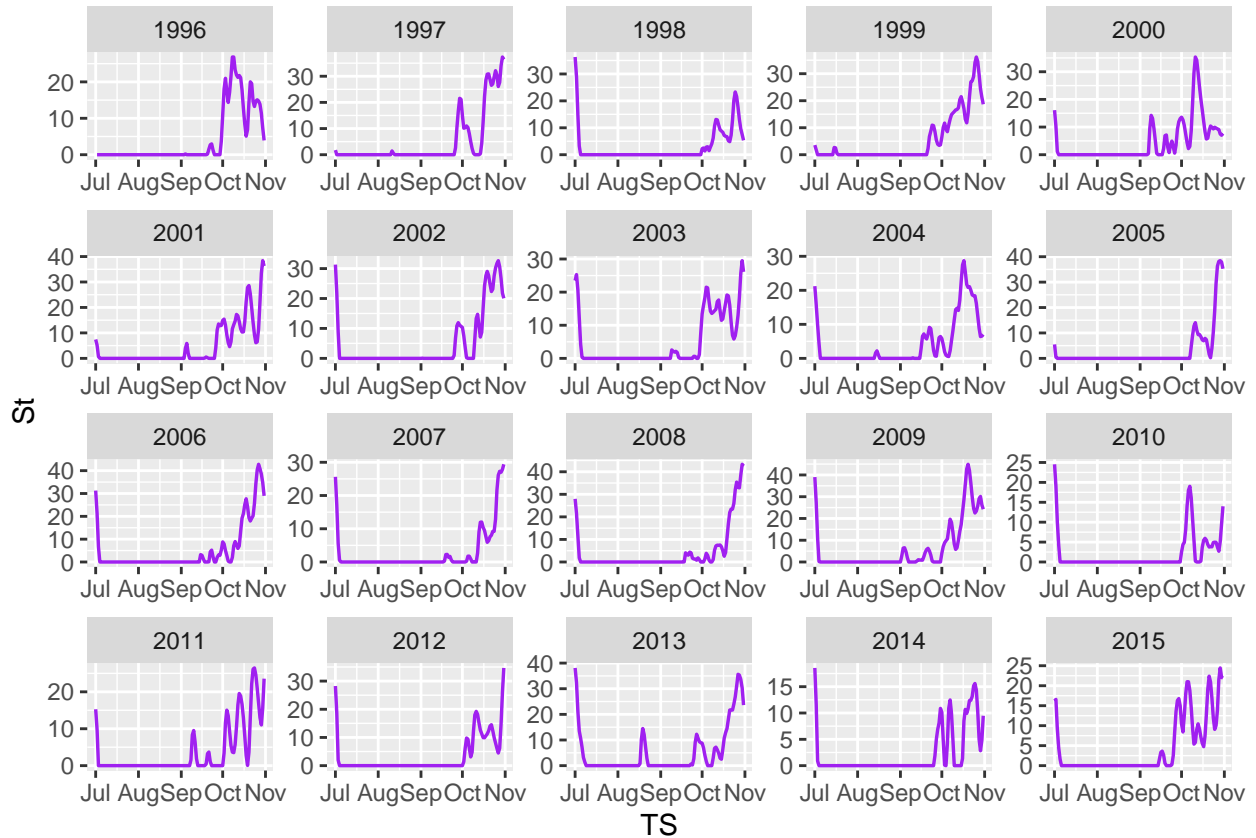 1996 1997 1998 1999 2000
20 10 0 30 20 10 0 30 20 10 0 30 20 10 0 30 20 10 0
Jul Aug Sep Oct Nov Jul Aug Sep Oct Nov Jul Aug Sep Oct Nov Jul Aug Sep Oct Nov Jul Aug Sep Oct Nov
2001 2002 2003 2004 2005
40 30 20 10 0 30 20 10 0 30 20 10 0 30 20 10 0 40 30 20 10 0
Jul Aug Sep Oct Nov Jul Aug Sep Oct Nov Jul Aug Sep Oct Nov Jul Aug Sep Oct Nov Jul Aug Sep Oct Nov
St
2006 2007 2008 2009 2010
40 30 20 10 0 30 20 10 0 40 30 20 10 0 40 30 20 10 0 25 20 15 10 5 0
Jul Aug Sep Oct Nov Jul Aug Sep Oct Nov Jul Aug Sep Oct Nov Jul Aug Sep Oct Nov Jul Aug Sep Oct Nov
2011 2012 2013 2014 2015
20 10 0 30 20 10 0 40 30 20 10 0 15 10 5 0 25 20 15 10 5 0
Jul Aug Sep Oct Nov Jul Aug Sep Oct Nov Jul Aug Sep Oct Nov Jul Aug Sep Oct Nov Jul Aug Sep Oct Nov
TS